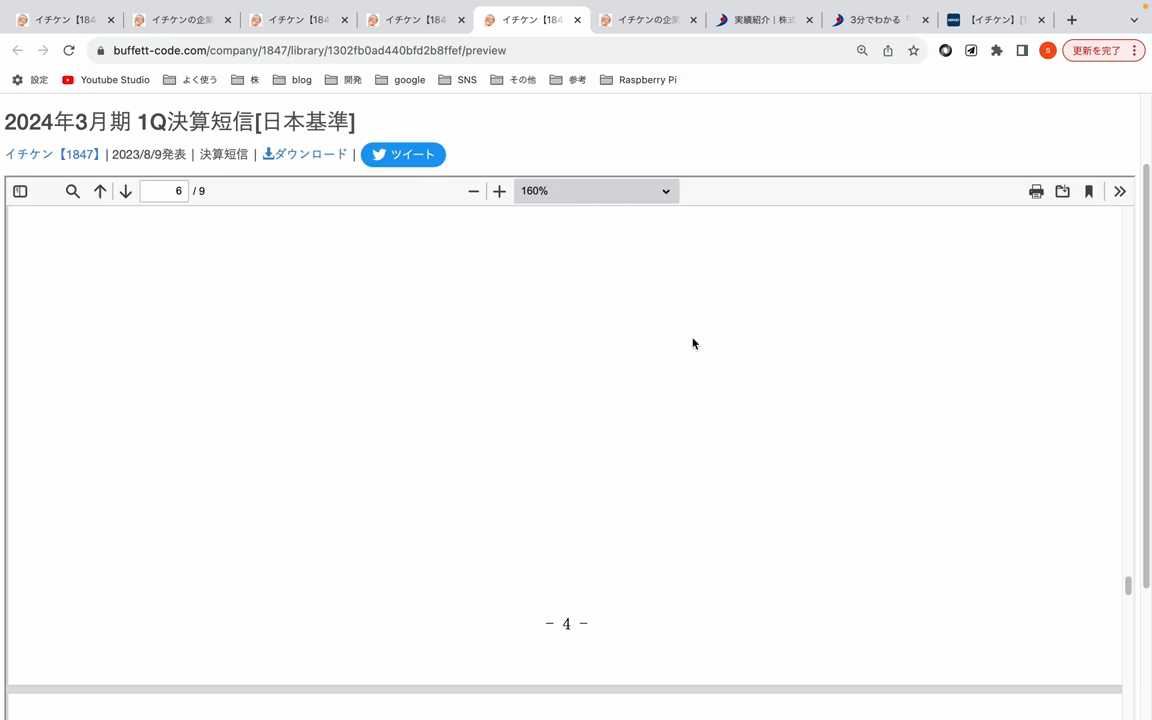 イチケン【184
イチケンの企業
イチケン【184
イチケン【184
イチケン【184
イチケンの企業
実績紹介｜株式
3分でわかる「
【イチケン】[1
buffett-code.com/company/1847/library/1302fb0ad440bfd2b8ffef/preview
S
更新を完了
設定
Youtube Studio
よく使う
株
blog
開発
google
SNS
その他
参考
Raspberry Pi
2024年3月期 1Q決算短信[日本基準]
イチケン【1847】 | 2023/8/9発表 | 決算短信 | ダウンロード | ツイート
6 / 9
160%
- 4 -